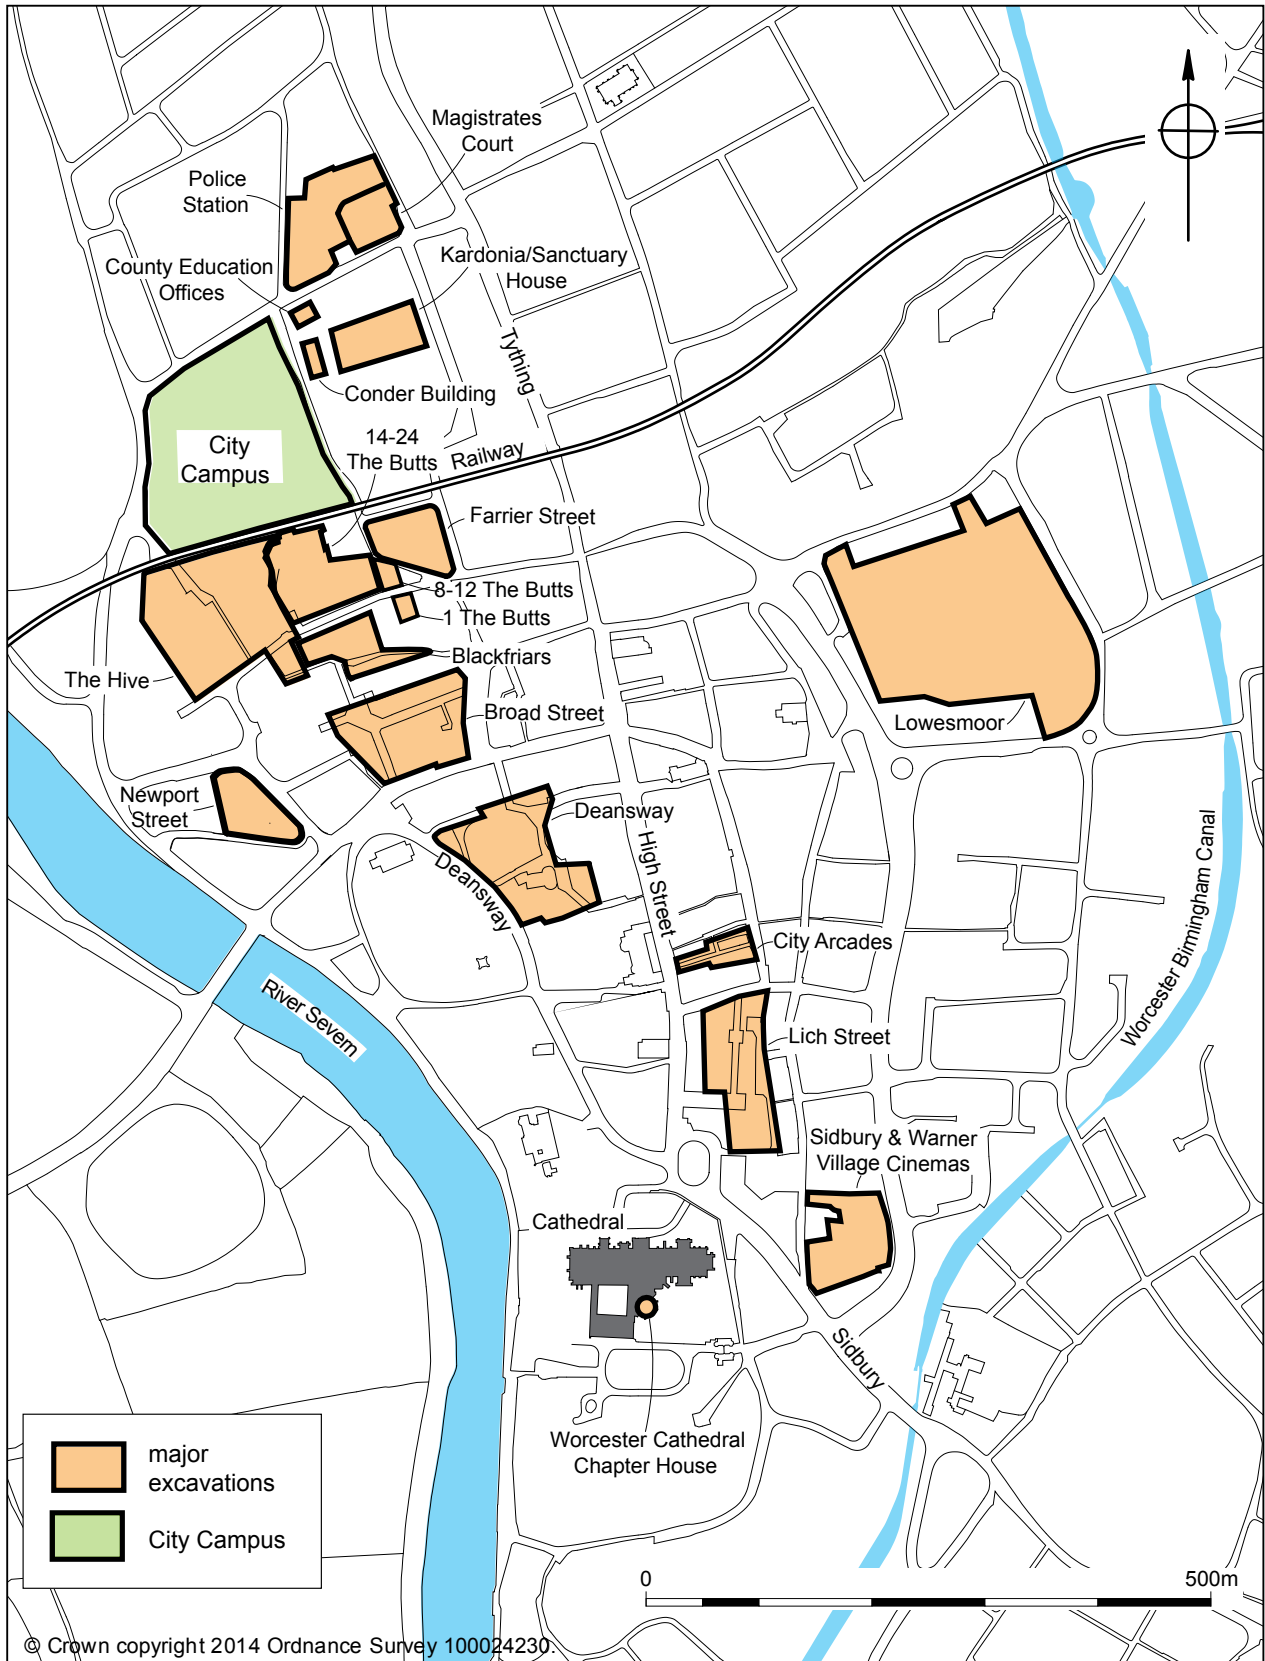 Magistrates
Court
Police
Station
County Education
Offices
Kardonia/Sanctuary
House
Tything
Conder Building
City
Campus
14-24
The Butts
Railway
Farrier Street
8-12 The Butts
1 The Butts
Blackfriars
The Hive
Broad Street
Lowesmoor
Newport
Street
Deansway
Deansway
High Street
Worcester Birmingham Canal
City Arcades
River Severn
Lich Street
Sidbury & Warner
Village Cinemas
Cathedral
Sidbury
Worcester Cathedral
Chapter House
major
excavations
City Campus
0
500m
© Crown copyright 2014 Ordnance Survey 100024230.